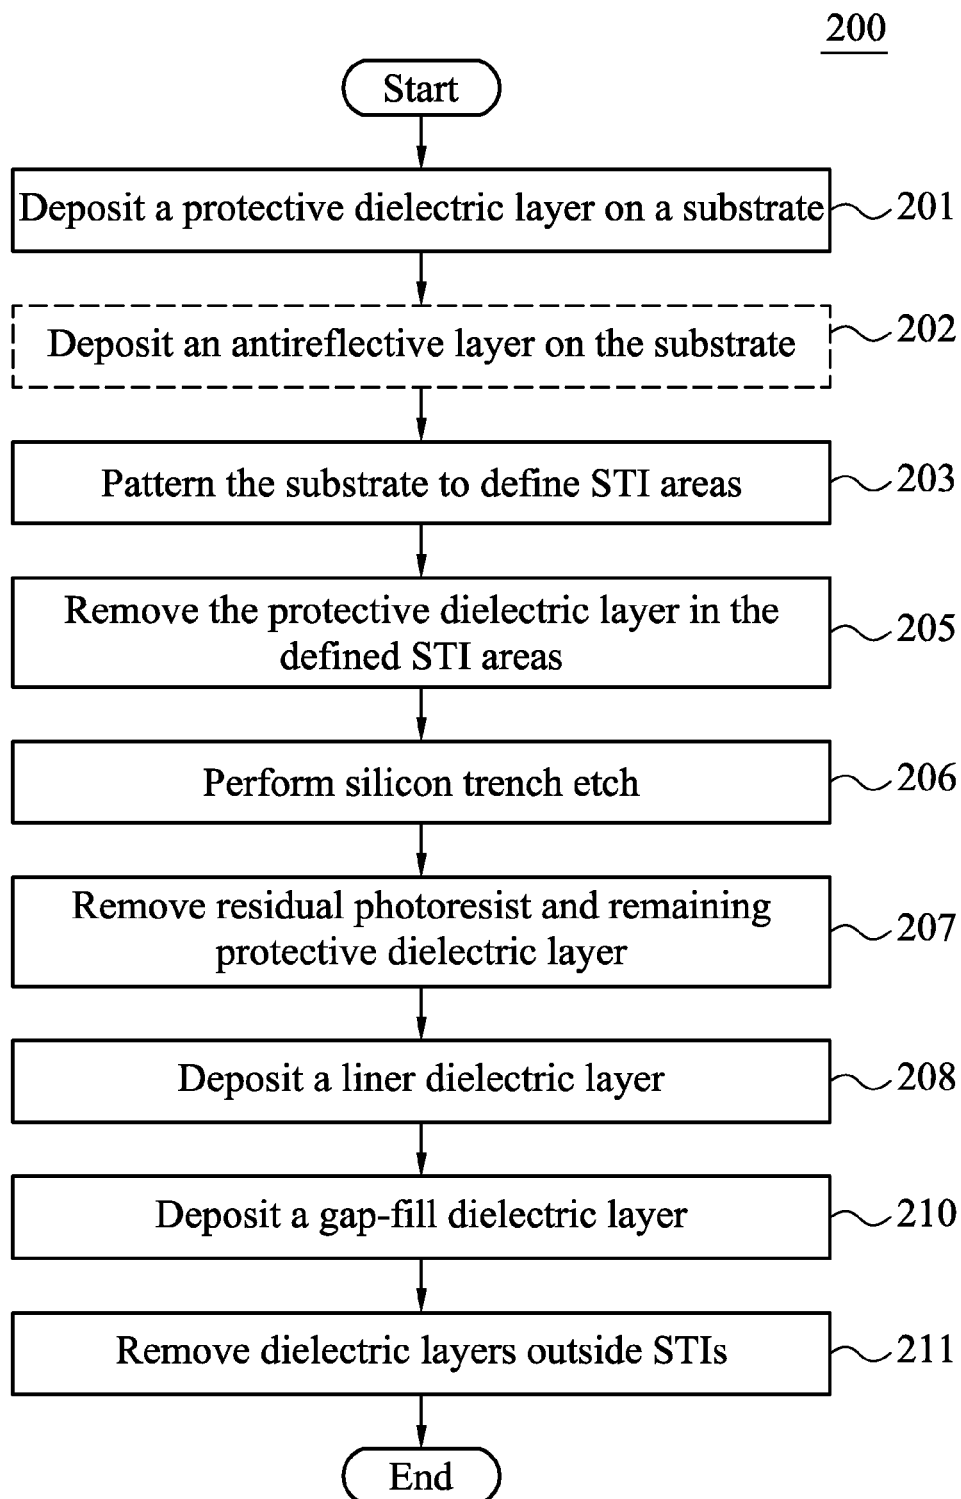 200
Start
Deposit a protective dielectric layer on a substrate
201
Deposit an antireflective layer on the substrate
202
Pattern the substrate to define STI areas
203
Remove the protective dielectric layer in the
defined STI areas
205
Perform silicon trench etch
206
Remove residual photoresist and remaining
protective dielectric layer
207
Deposit a liner dielectric layer
208
Deposit a gap-fill dielectric layer
210
Remove dielectric layers outside STIs
211
End